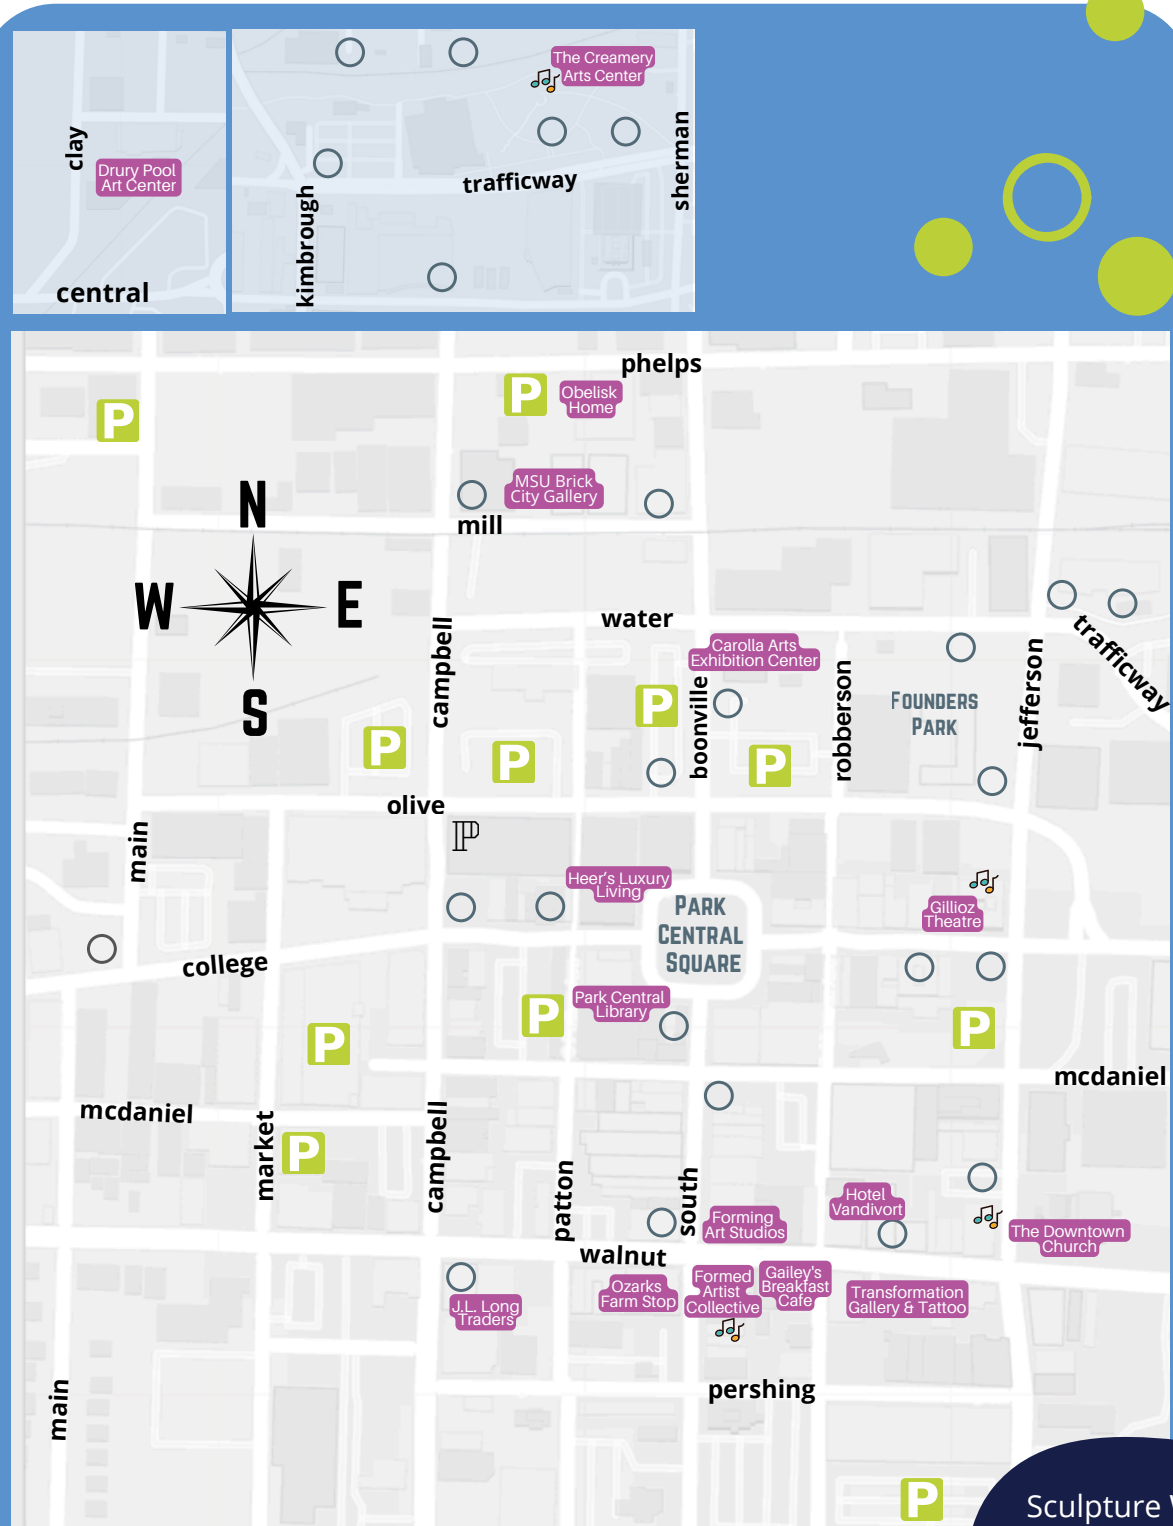 The Creamery
Arts Center
clay
Drury Pool
Art Center
central
kimbrough
trafficway
sherman
phelps
P
P
Obelisk
Home
MSU Brick
City Gallery
mill
N
W
E
S
campbell
water
Carolla Arts
Exhibition Center
trafficway
P
boonville
robberson
Founders
Park
jefferson
P
P
P
olive
P
main
Heer's Luxury
Living
Park
Central
Square
Gillioz
Theatre
college
Park Central
Library
P
P
P
mcdaniel
mcdaniel
market
P
campbell
patton
south
Hotel
Vandivort
Forming
Art Studios
The Downtown
Church
walnut
J.L. Long
Traders
Ozarks
Farm Stop
Formed
Artist
Collective
Gailey's
Breakfast
Cafe
Transformation
Gallery & Tattoo
main
pershing
P
Sculpture